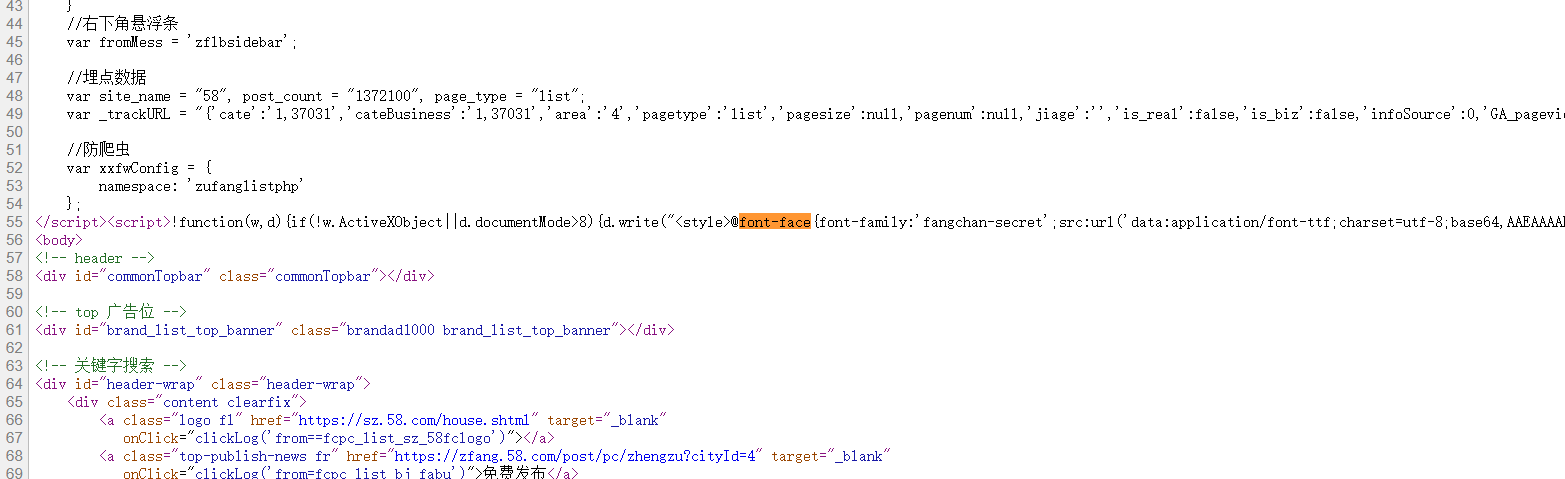 43 }
44 //右下角悬浮条
45 var fromMess = 'zflbsidebar';
46
47 //埋点数据
48 var site_name = "58", post_count = "1372100", page_type = "list";
49 var _trackURL = "{'cate':'1,37031','cateBusiness':'1,37031','area':'4','pagetype':'list','pagesize':null,'pagenum':null,'jiage':'','is_real':false,'is_biz':false,'infoSource':0,'GA_pagevi
50
51 //防爬虫
52 var xxfwConfig = {
53 namespace: 'zufanglistphp'
54 };
55 </script><script>!function(w,d){if(!w.ActiveXObject||d.documentMode>8){d.write("<style>@font-face{font-family:'fangchan-secret';src:url('data:application/font-ttf;charset=utf-8;base64,AAEAAAA
56 <body>
57 <!-- header -->
58 <div id="commonTopbar" class="commonTopbar"></div>
59
60 <!-- top 广告位 -->
61 <div id="brand_list_top_banner" class="brandad1000 brand_list_top_banner"></div>
62
63 <!-- 关键字搜索 -->
64 <div id="header-wrap" class="header-wrap">
65 <div class="content clearfix">
66 <a class="logo fl" href="https://sz.58.com/house.shtml" target="_blank"
67 onClick="clickLog('from==fcpc_list_sz_58fclogo')"></a>
68 <a class="top-publish-news fr" href="https://zfang.58.com/post/pc/zhengzu?cityId=4" target="_blank"
69 onClick="clickLog('from=fcpc_list_bj_fabu')">免费发布</a>